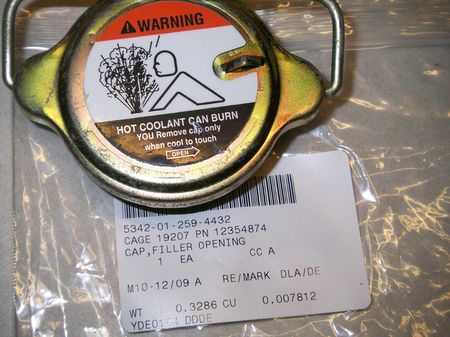 WARNING
HOT COOLANT CAN BURN
YOU Remove cap only
when cool to touch
OPEN
5342-01-259-4432
CAGE 19207 PN 12354874
CAP,FILLER OPENING
1 EA CC A
M10-12/09 A RE/MARK DLA/DE
WT 0.3286 CU 0.007812
DDDE